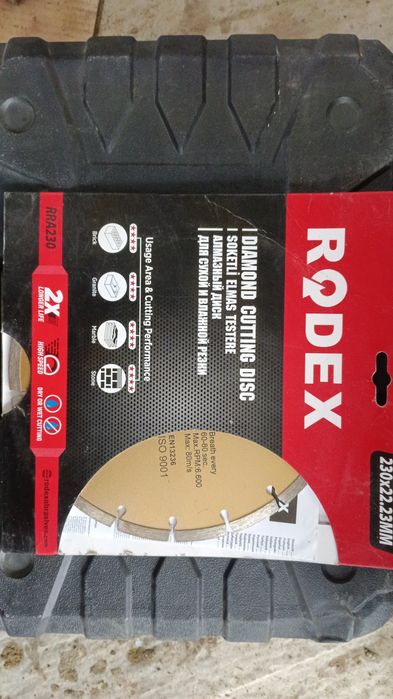 RODEX
230x22.23MM
DIAMOND CUTTING DISC
SOKETLİ ELMAS TESTERE
АЛМАЗНЫЙ ДИСК
ДЛЯ СУХОЙ И ВЛАЖНОЙ РЕЗКИ
Usage Area & Cutting Performance
Brick
Granite
Marble
Stone
Breath every
60-80 sec.
Max.RPM:6,600
Max: 80m/s
EN13236
ISO 9001
X
RRA230
2X
LONGER LIFE
HIGH SPEED
DRY OR WET CUTTING
rodexabrasives.com